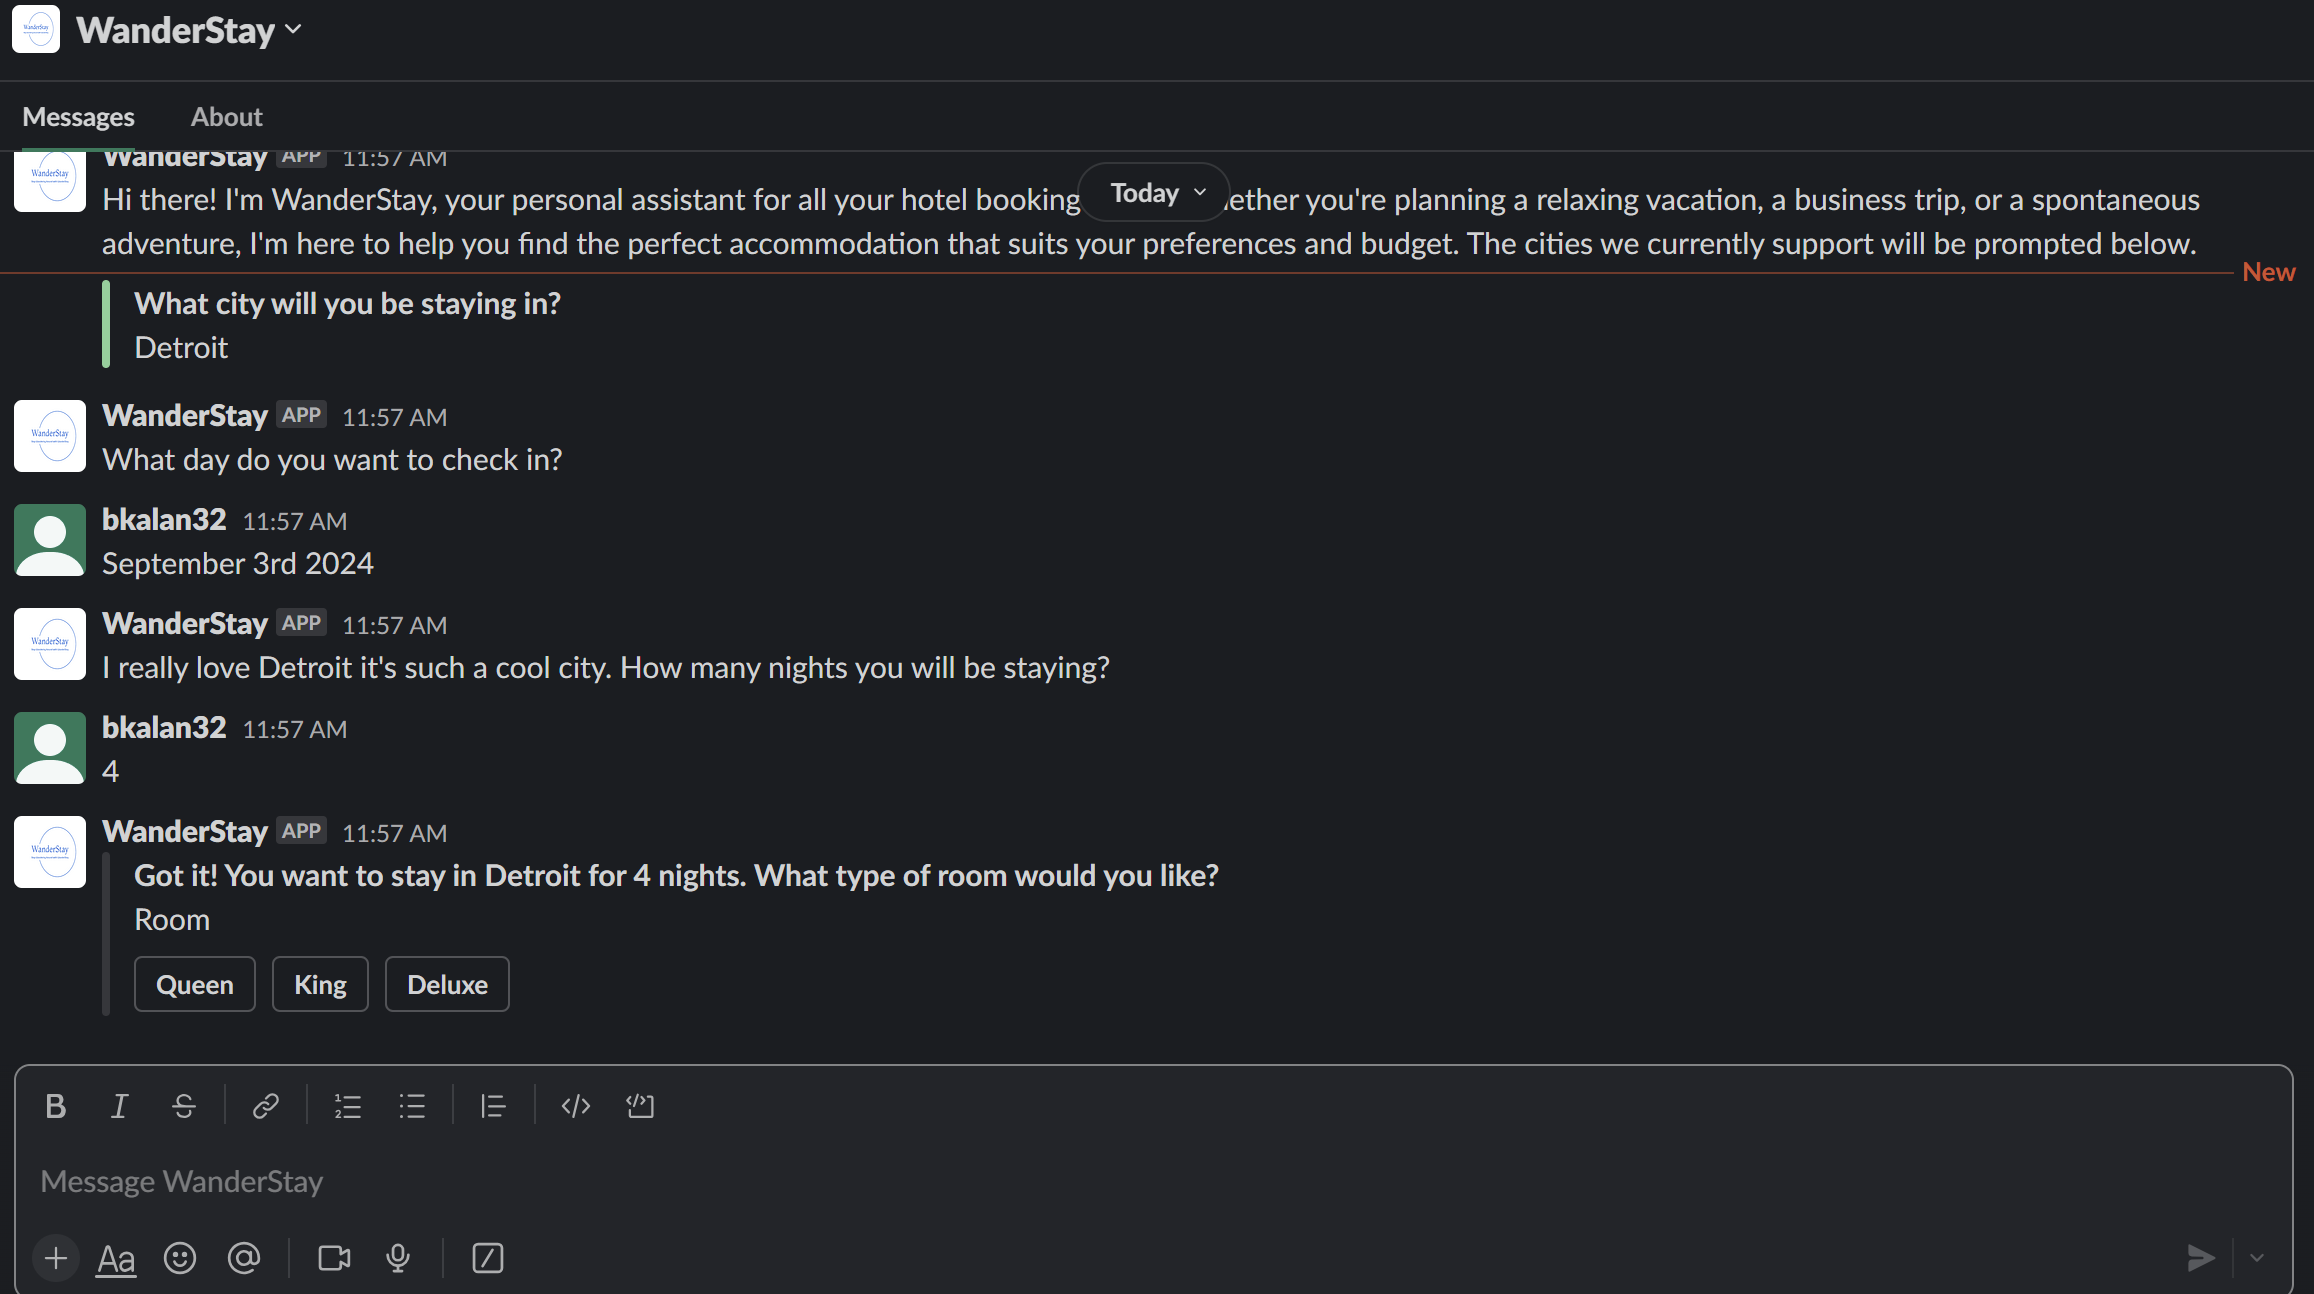 WanderStay
Messages About
WanderStay APP 11:57 AM
Hi there! I'm WanderStay, your personal assistant for all your hotel booking Today ether you're planning a relaxing vacation, a business trip, or a spontaneous
adventure, I'm here to help you find the perfect accommodation that suits your preferences and budget. The cities we currently support will be prompted below.
New
What city will you be staying in?
Detroit
WanderStay APP 11:57 AM
WanderStay
What day do you want to check in?
bkalan32 11:57 AM
September 3rd 2024
WanderStay APP 11:57 AM
WanderStay
I really love Detroit it's such a cool city. How many nights you will be staying?
bkalan32 11:57 AM
4
WanderStay APP 11:57 AM
WanderStay
Got it! You want to stay in Detroit for 4 nights. What type of room would you like?
Room
Queen King Deluxe
Message WanderStay
Aa